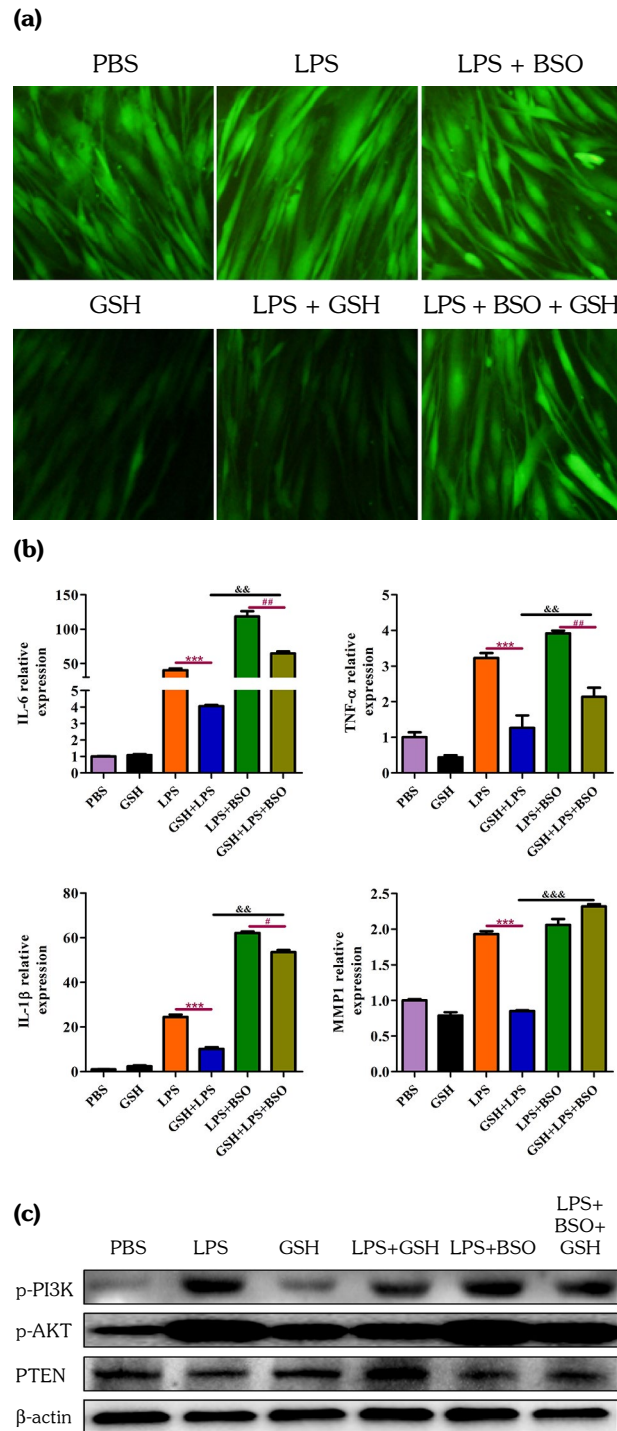 (a)
PBS LPS LPS + BSO
GSH LPS + GSH LPS + BSO + GSH
(b)
IL-6 relative
expression
150
100
50
4
3
2
1
0
***
&&
##
PBS
GSH
LPS
GSH+LPS
LPS+BSO
GSH+LPS+BSO
TNF-α relative
expression
5
4
3
2
1
0
***
&&
##
PBS
GSH
LPS
GSH+LPS
LPS+BSO
GSH+LPS+BSO
IL-1β relative
expression
80
60
40
20
0
***
&&
#
PBS
GSH
LPS
GSH+LPS
LPS+BSO
GSH+LPS+BSO
MMP1 relative
expression
2.5
2.0
1.5
1.0
0.5
0.0
***
&&&
PBS
GSH
LPS
GSH+LPS
LPS+BSO
GSH+LPS+BSO
(c)
PBS LPS GSH LPS+GSH LPS+BSO LPS+
BSO+
GSH
p-PI3K
p-AKT
PTEN
β-actin